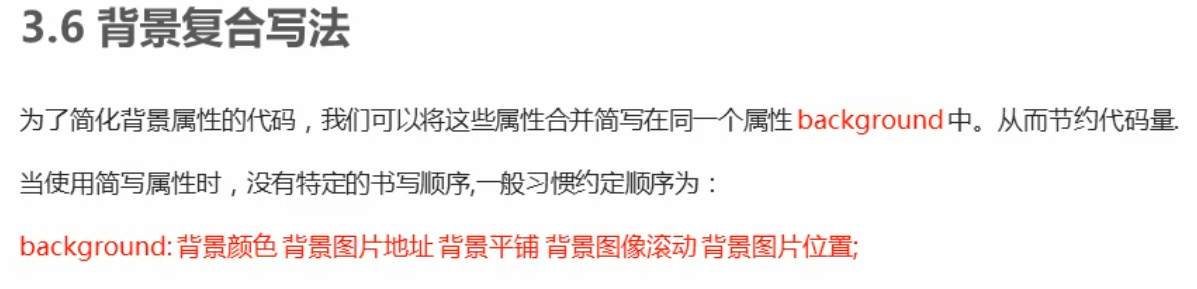 3.6 背景复合写法
为了简化背景属性的代码，我们可以将这些属性合并简写在同一个属性 background 中。从而节约代码量.
当使用简写属性时，没有特定的书写顺序,一般习惯约定顺序为：
background: 背景颜色 背景图片地址 背景平铺 背景图像滚动 背景图片位置;